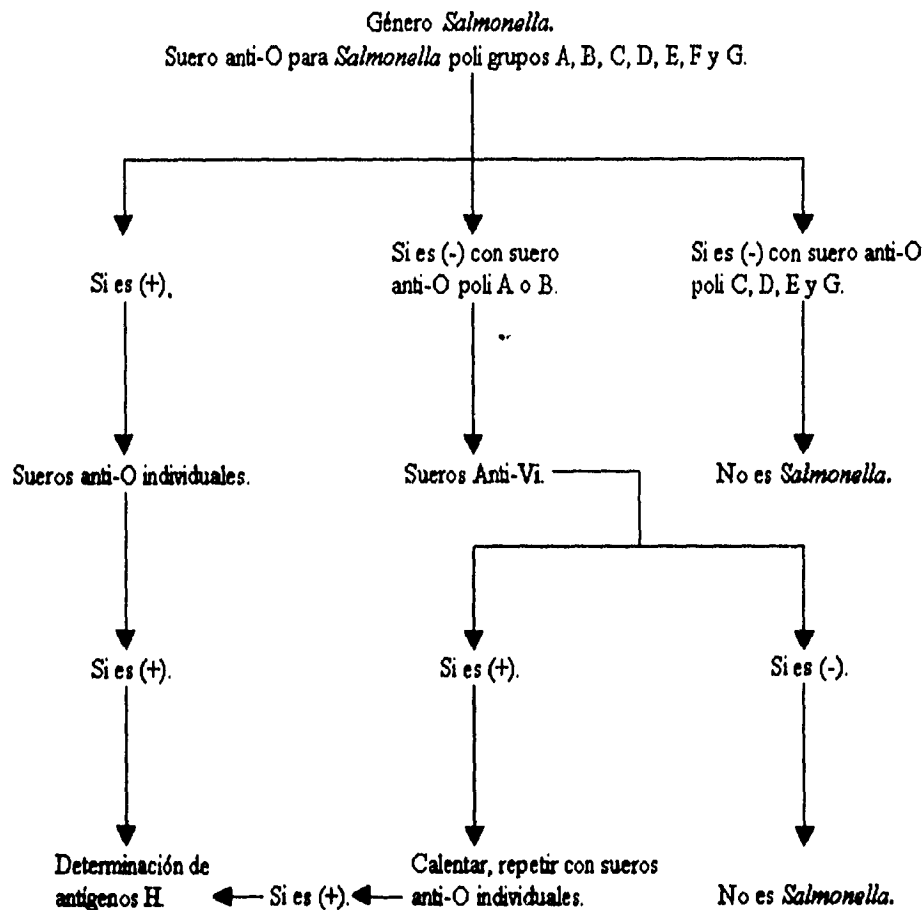 Género Salmonella.
Suero anti-O para Salmonella poli grupos A, B, C, D, E, F y G.
Si es (+).
Si es (-) con suero
anti-O poli A o B.
Si es (-) con suero anti-O
poli C, D, E y G.
Sueros anti-O individuales.
Sueros Anti-Vi.
No es Salmonella.
Si es (+).
Si es (+).
Si es (-).
Determinación de
antígenos H.
Si es (+).
Calentar, repetir con sueros
anti-O individuales.
No es Salmonella.